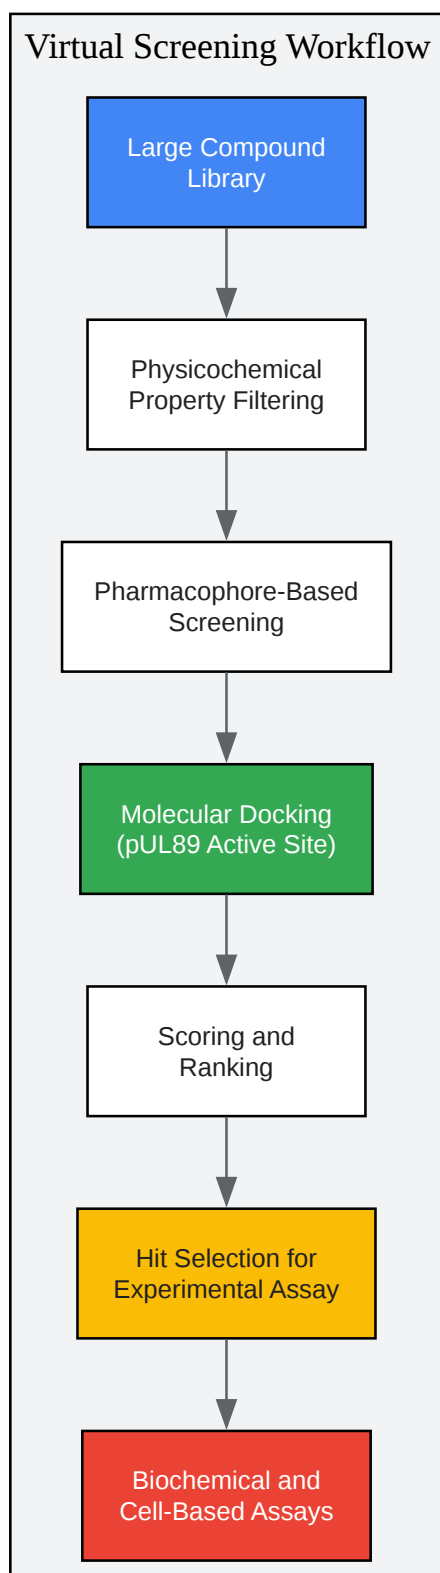 Virtual Screening Workflow
Large Compound
Library
Physicochemical
Property Filtering
Pharmacophore-Based
Screening
Molecular Docking
(pUL89 Active Site)
Scoring and
Ranking
Hit Selection for
Experimental Assay
Biochemical and
Cell-Based Assays